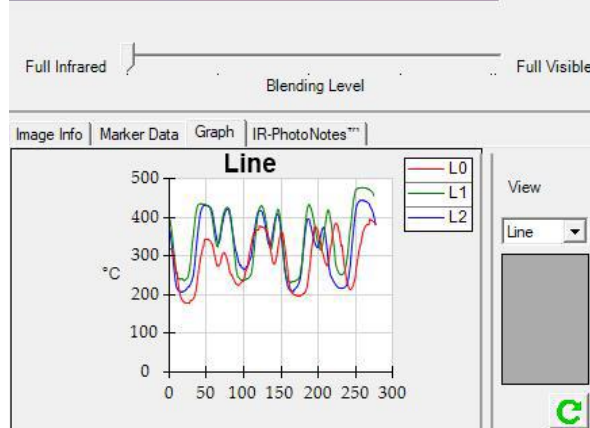 Full Infrared
Full Visible
Blending Level
Image Info
Marker Data
Graph
IR-PhotoNotes™
Line
L0
L1
L2
°C
500
400
300
200
100
0
0 50 100 150 200 250 300
View
Line